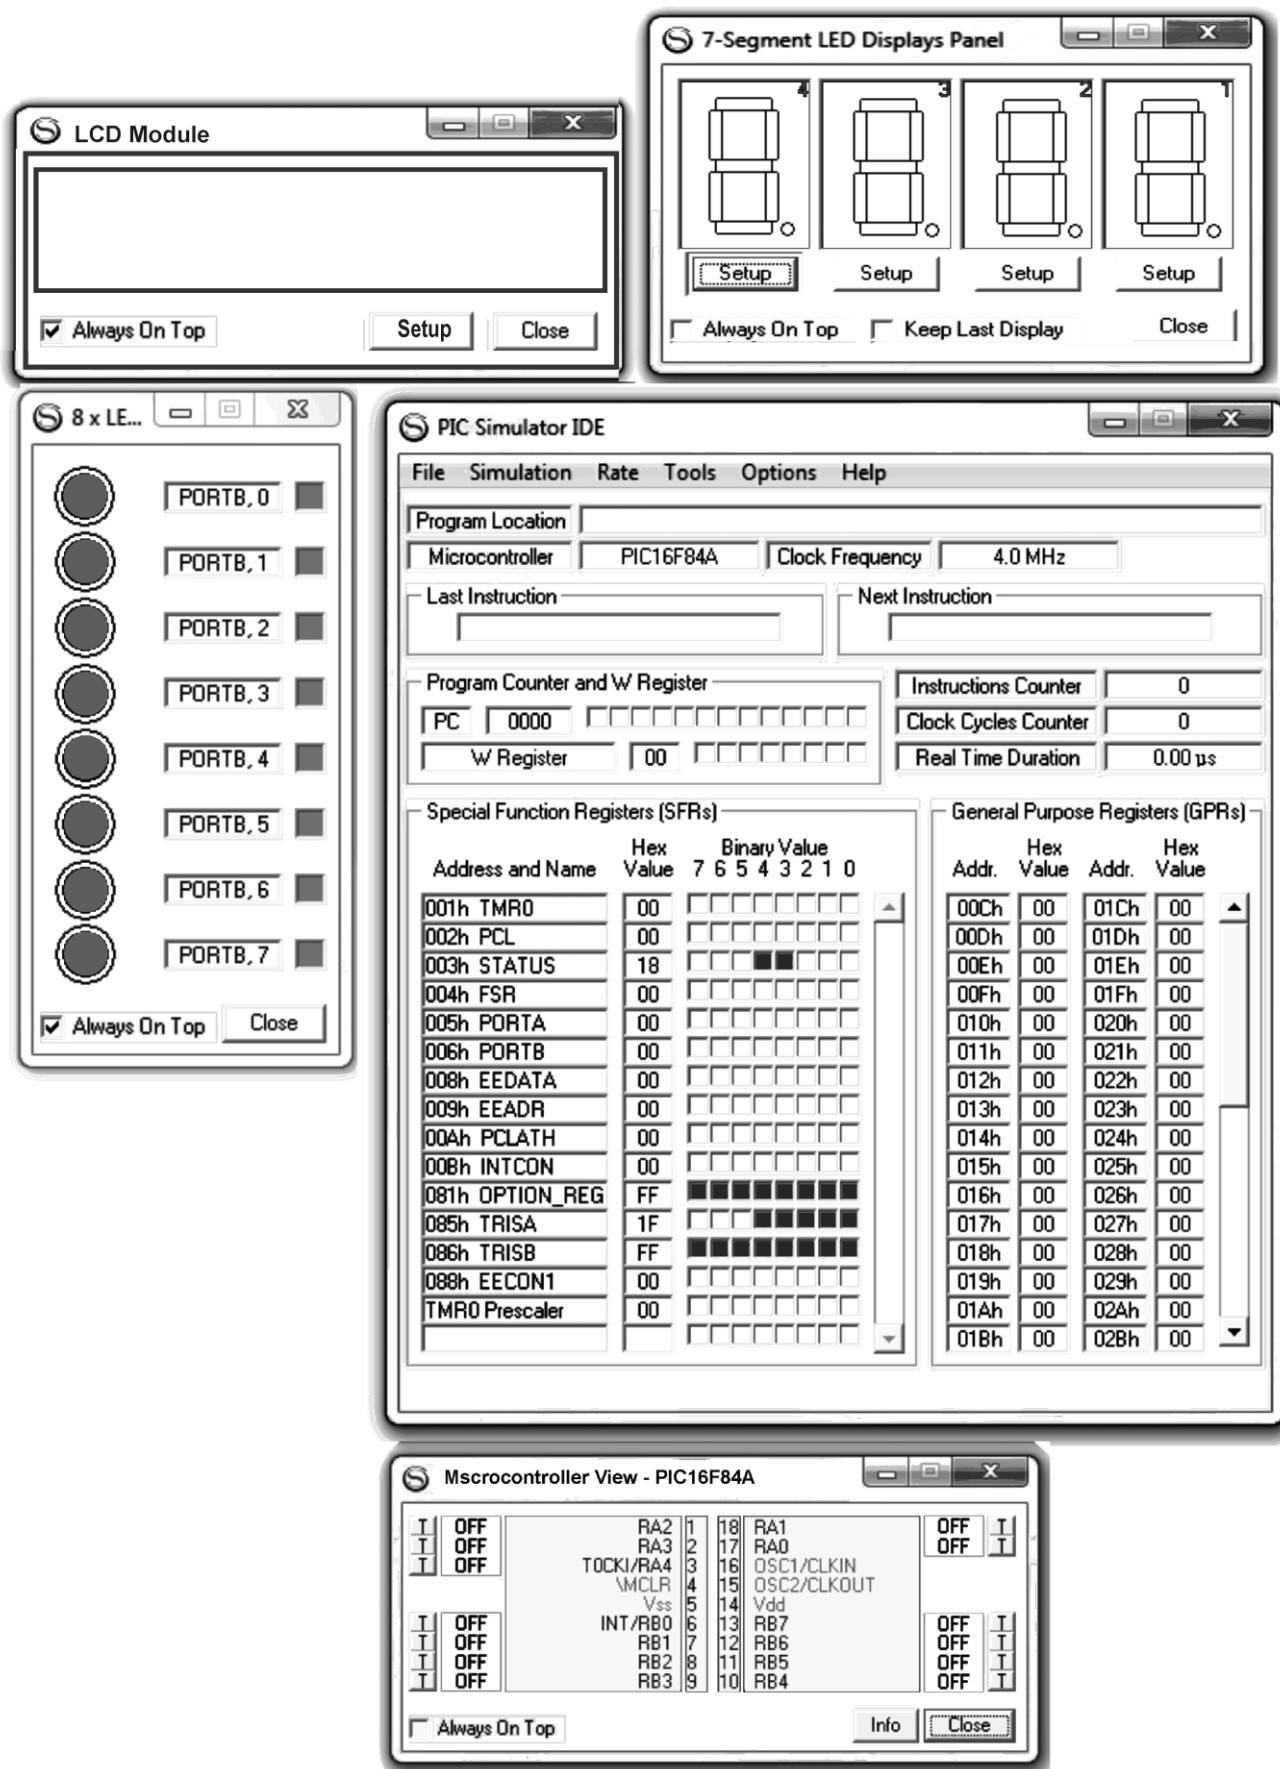 7-Segment LED Displays Panel
4 3 2 1
Setup Setup Setup Setup
Always On Top Keep Last Display Close
LCD Module
Always On Top Setup Close
8 x LE...
PORTB, 0
PORTB, 1
PORTB, 2
PORTB, 3
PORTB, 4
PORTB, 5
PORTB, 6
PORTB, 7
Always On Top Close
PIC Simulator IDE
File Simulation Rate Tools Options Help
Program Location
Microcontroller PIC16F84A Clock Frequency 4.0 MHz
Last Instruction Next Instruction
Program Counter and W Register
PC 0000
W Register 00
Instructions Counter 0
Clock Cycles Counter 0
Real Time Duration 0.00 µs
Special Function Registers (SFRs)
Hex Binary Value
Address and Name Value 7 6 5 4 3 2 1 0
001h TMR0 00
002h PCL 00
003h STATUS 18
004h FSR 00
005h PORTA 00
006h PORTB 00
008h EEDATA 00
009h EEADR 00
00Ah PCLATH 00
00Bh INTCON 00
081h OPTION_REG FF
085h TRISA 1F
086h TRISB FF
088h EECON1 00
TMR0 Prescaler 00
General Purpose Registers (GPRs)
Hex Hex
Addr. Value Addr. Value
00Ch 00 01Ch 00
00Dh 00 01Dh 00
00Eh 00 01Eh 00
00Fh 00 01Fh 00
010h 00 020h 00
011h 00 021h 00
012h 00 022h 00
013h 00 023h 00
014h 00 024h 00
015h 00 025h 00
016h 00 026h 00
017h 00 027h 00
018h 00 028h 00
019h 00 029h 00
01Ah 00 02Ah 00
01Bh 00 02Bh 00
Mscrocontroller View - PIC16F84A
T OFF RA2 1 18 RA1 OFF T
T OFF RA3 2 17 RA0 OFF T
T OFF T0CKI/RA4 3 16 OSC1/CLKIN
\MCLR 4 15 OSC2/CLKOUT
Vss 5 14 Vdd
T OFF INT/RB0 6 13 RB7 OFF T
T OFF RB1 7 12 RB6 OFF T
T OFF RB2 8 11 RB5 OFF T
T OFF RB3 9 10 RB4 OFF T
Always On Top Info Close